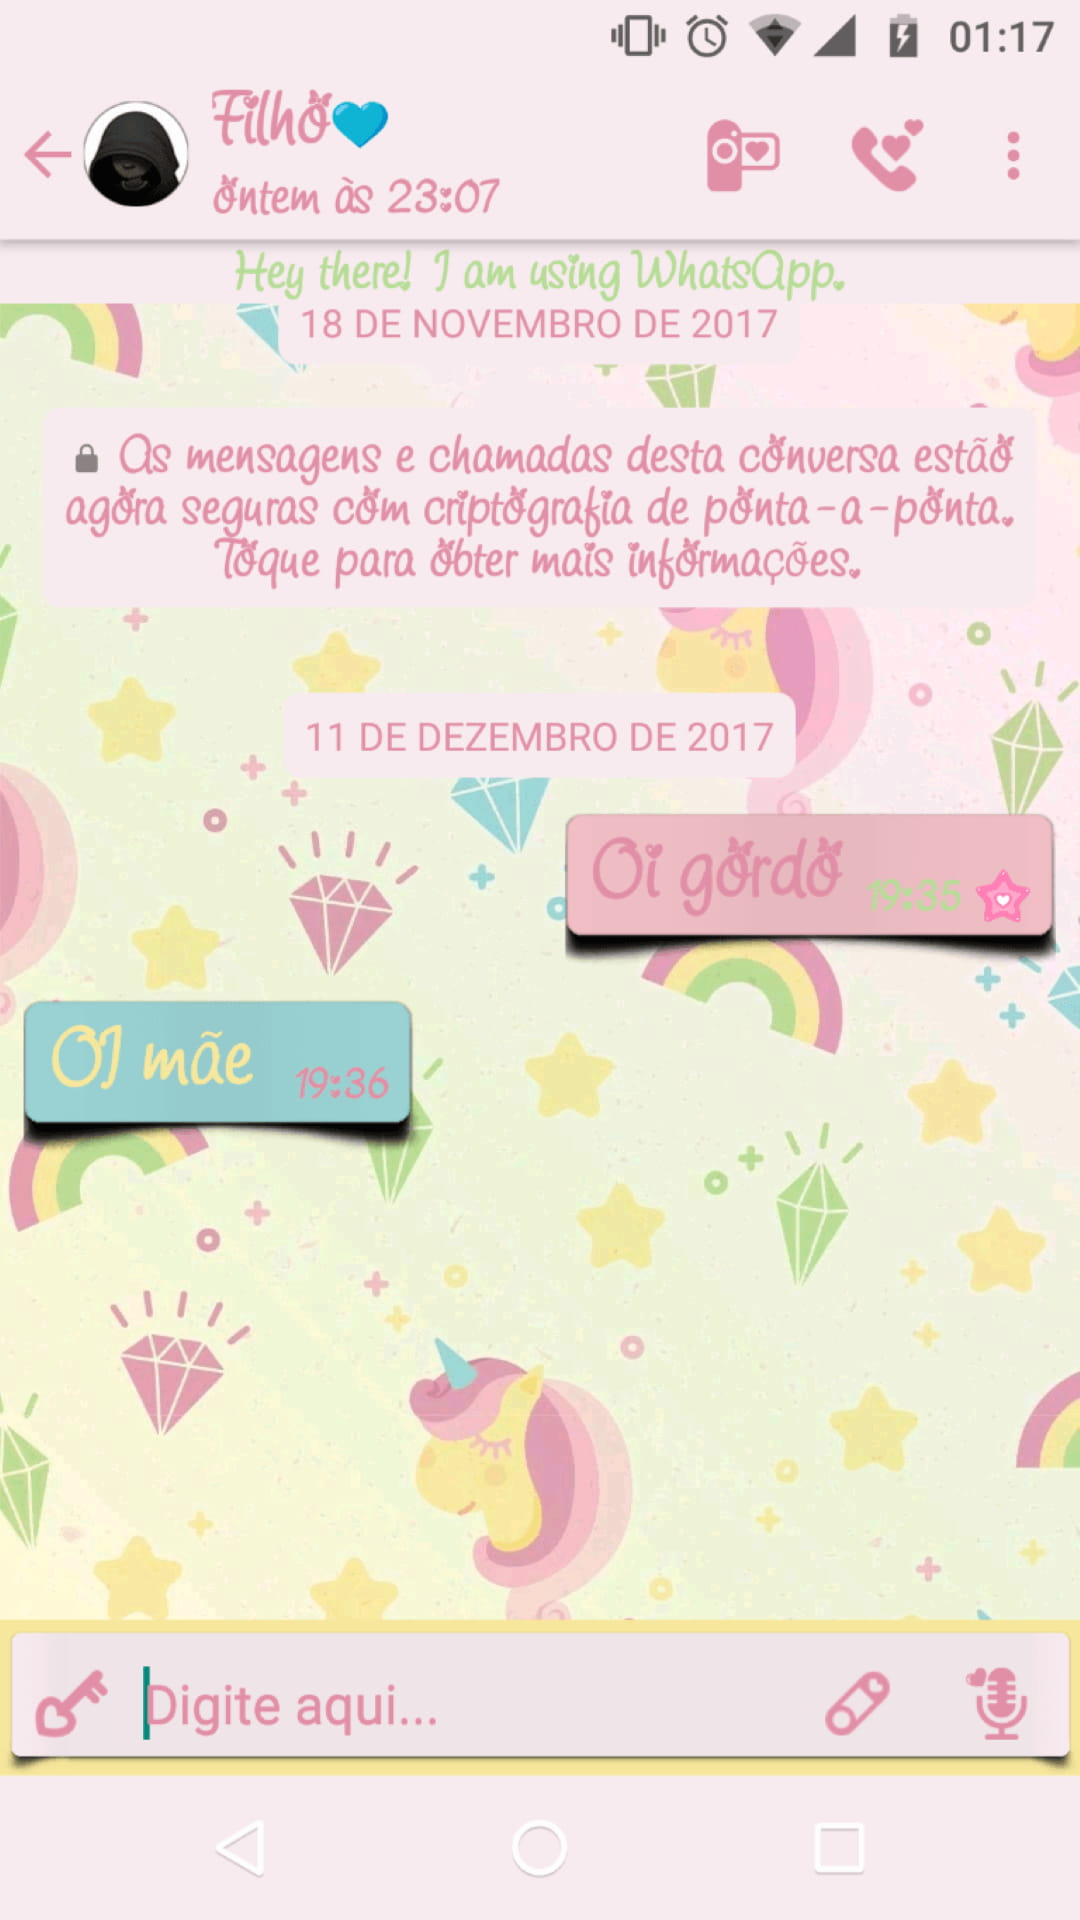 01:17
Filho💙
ontem às 23:07
Hey there! I am using WhatsApp.
18 DE NOVEMBRO DE 2017
As mensagens e chamadas desta conversa estão
agora seguras com criptografia de ponta-a-ponta.
Toque para obter mais informações.
11 DE DEZEMBRO DE 2017
Oi gordo 19:35
OI mãe 19:36
Digite aqui...